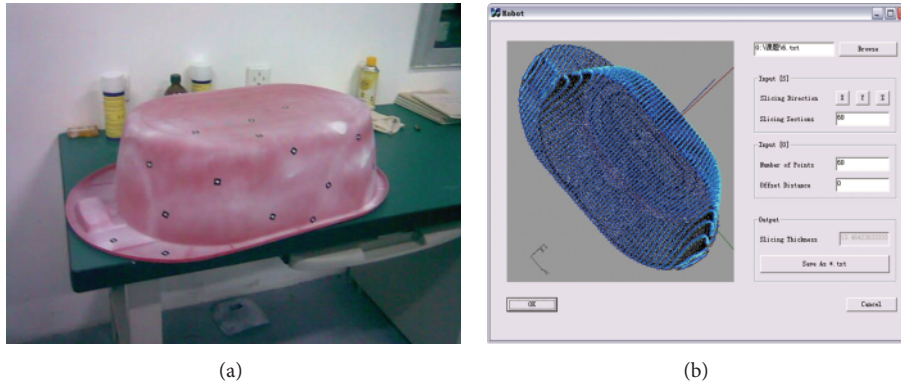 Robot
Browse
Input [S]
Slicing Direction X Y Z
Slicing Sections 60
Input [O]
Number of Points 60
Offset Distance 0
Output
Slicing Thickness
Save As *.txt
OK
Cancel
(a)
(b)